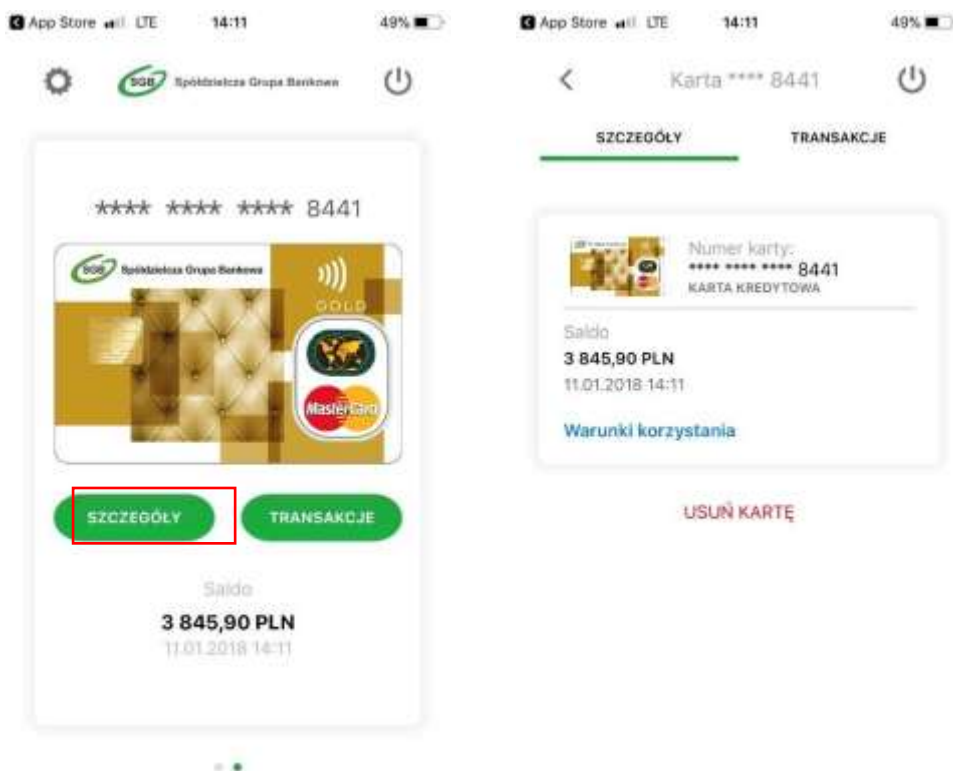 App Store LTE 14:11 49%
SGB Spółdzielcza Grupa Bankowa
**** **** **** 8441
SGB Spółdzielcza Grupa Bankowa
GOLD
MasterCard
SZCZEGÓŁY TRANSAKCJE
Saldo
3 845,90 PLN
11.01.2018 14:11
App Store LTE 14:11 49%
Karta **** 8441
SZCZEGÓŁY TRANSAKCJE
Numer karty:
**** **** **** 8441
KARTA KREDYTOWA
Saldo
3 845,90 PLN
11.01.2018 14:11
Warunki korzystania
USUŃ KARTĘ